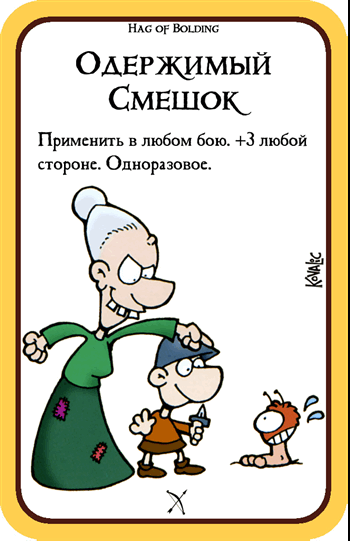 Hag of Bolding
Одержимый
Смешок
Применить в любом бою. +3 любой
стороне. Одноразовое.
Kovalic